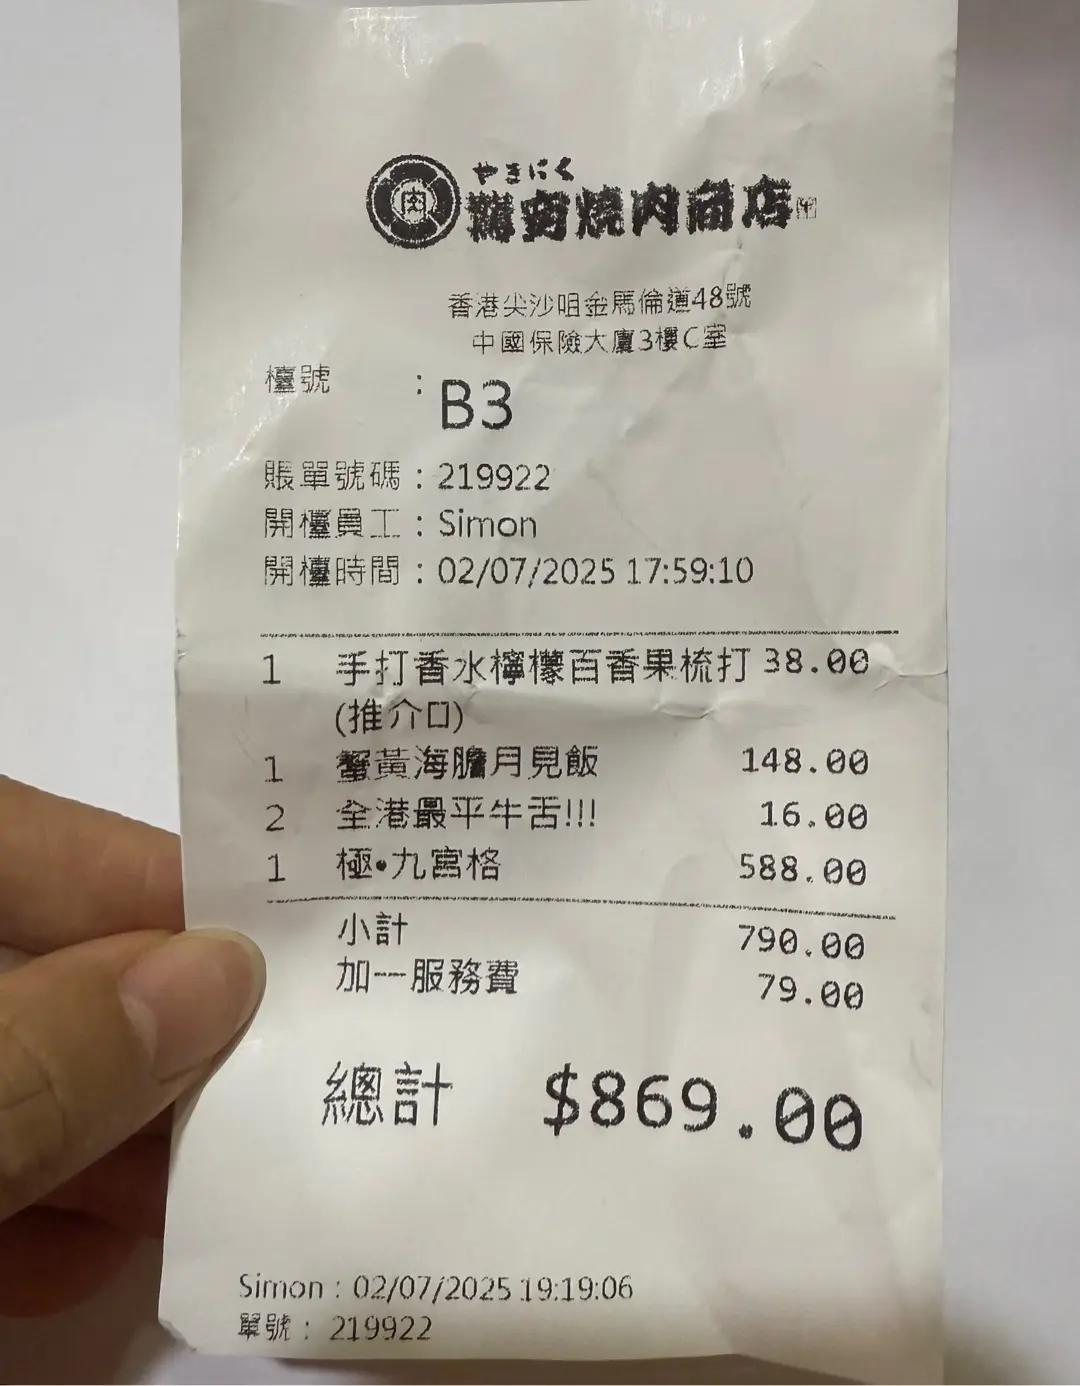 肉
やきにく
燒肉商店
香港尖沙咀金馬倫道48號
中國保險大廈3樓C室
檯號 : B3
賬單號碼 : 219922
開檯員工 : Simon
開檯時間 : 02/07/2025 17:59:10
1 手打香水檸檬百香果梳打 38.00
(推介口)
1 蟹黃海膽月見飯 148.00
2 全港最平牛舌!!! 16.00
1 極•九宮格 588.00
小計 790.00
加一服務費 79.00
總計 $869.00
Simon : 02/07/2025 19:19:06
單號 : 219922